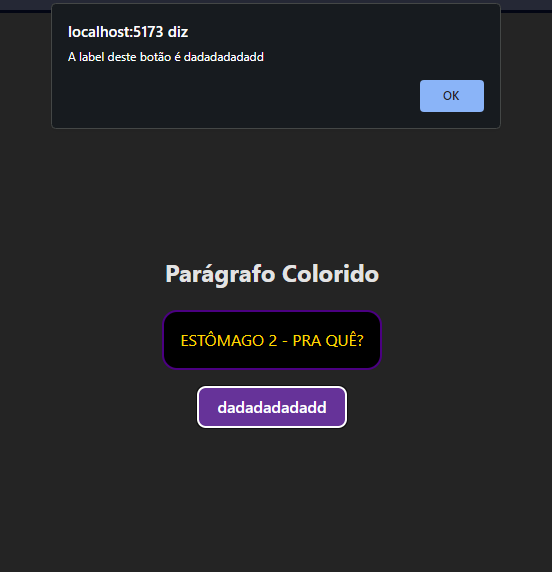 localhost:5173 diz
A label deste botão é dadadadadadd
OK
Parágrafo Colorido
ESTÔMAGO 2 - PRA QUÊ?
dadadadadadd